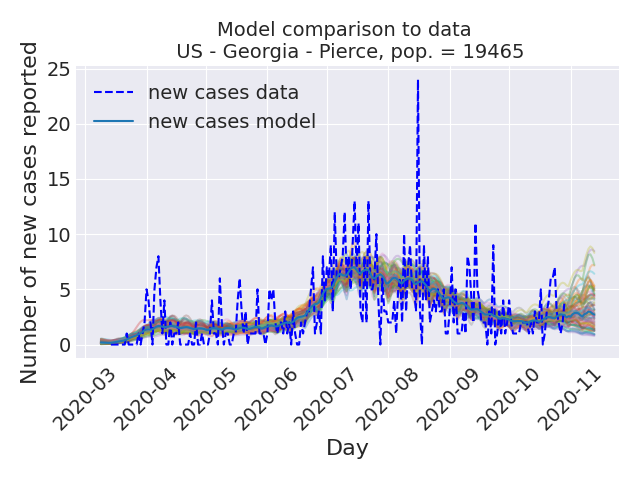 Model comparison to data
US - Georgia - Pierce, pop. = 19465
Number of new cases reported
25
20
15
10
5
0
new cases data
new cases model
2020-03
2020-04
2020-05
2020-06
2020-07
2020-08
2020-09
2020-10
2020-11
Day